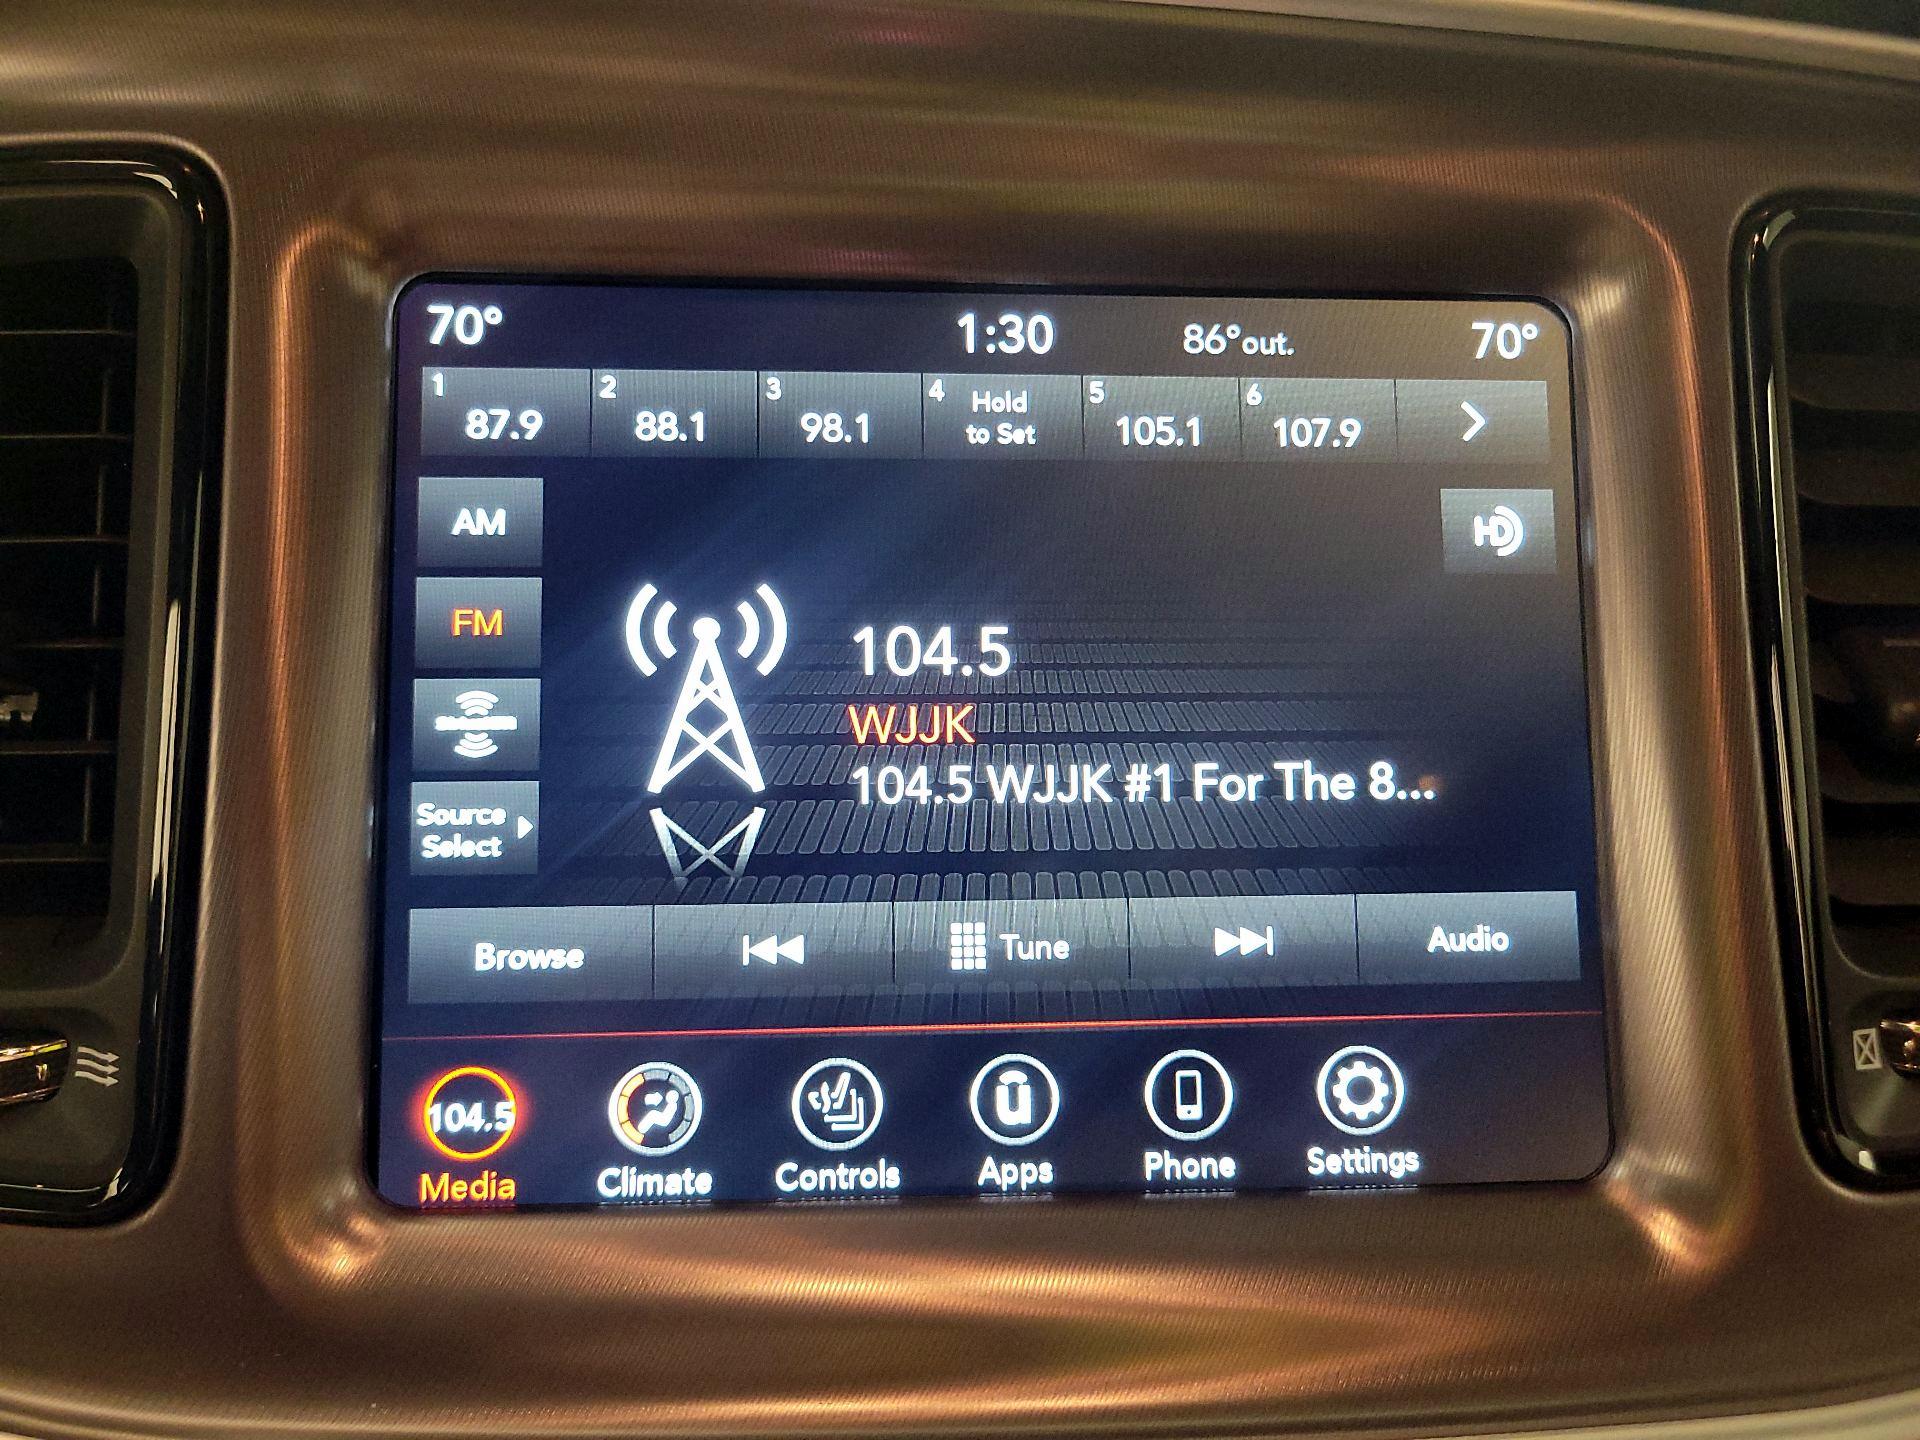 70° 1:30 86°out. 70°
1 2 3 4 Hold 5 6
87.9 88.1 98.1 to Set 105.1 107.9
AM
HD
FM
104.5
WJJK
104.5 WJJK #1 For The 8...
Source
Select
Browse Tune Audio
104.5
Media Climate Controls Apps Phone Settings